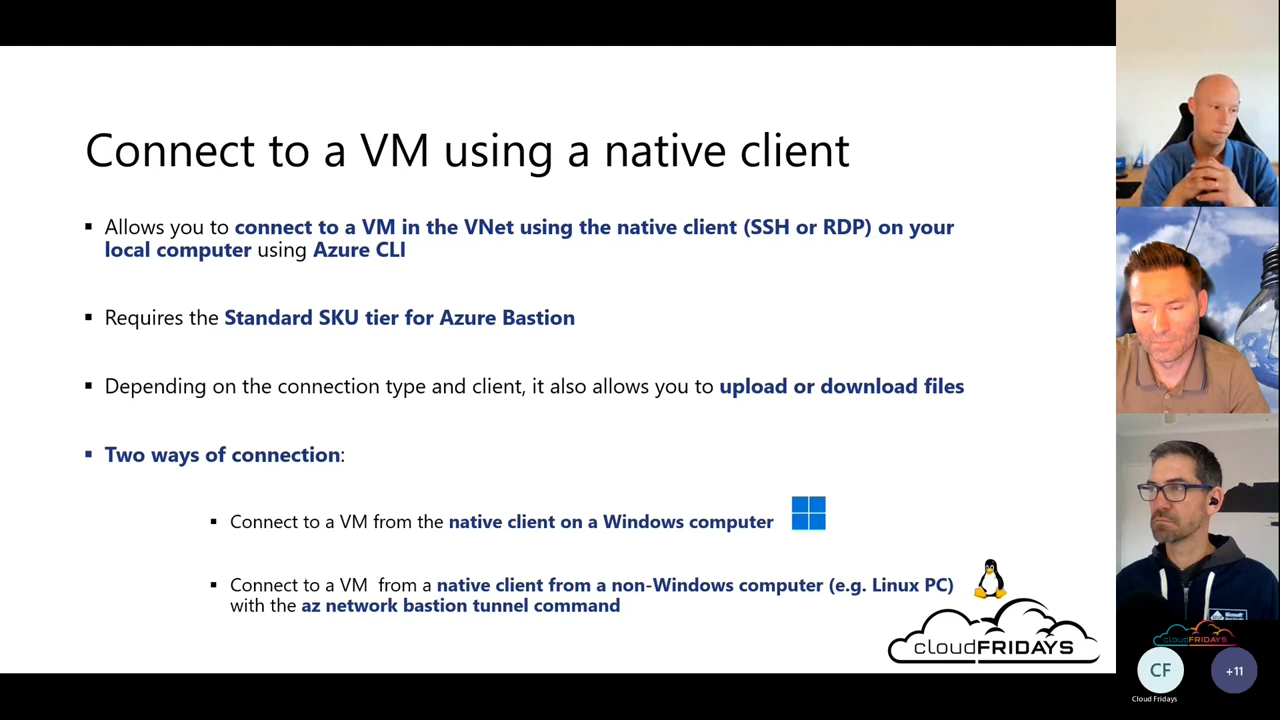 Connect to a VM using a native client
▪ Allows you to connect to a VM in the VNet using the native client (SSH or RDP) on your
local computer using Azure CLI
▪ Requires the Standard SKU tier for Azure Bastion
▪ Depending on the connection type and client, it also allows you to upload or download files
▪ Two ways of connection:
▪ Connect to a VM from the native client on a Windows computer
▪ Connect to a VM  from a native client from a non-Windows computer (e.g. Linux PC)
with the az network bastion tunnel command
cloudFRIDAYS
cloudFRIDAYS
CF
+11
Cloud Fridays